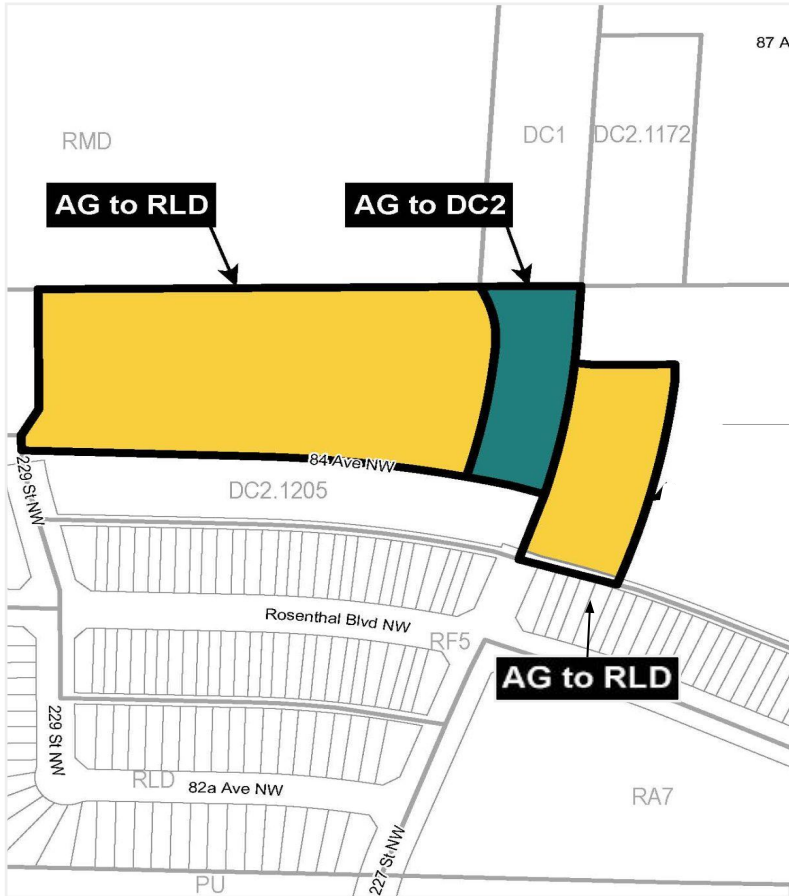 87 A
RMD
DC1
DC2.1172
AG to RLD
AG to DC2
84 Ave NW
229 St NW
DC2.1205
Rosenthal Blvd NW
RF5
AG to RLD
229 St NW
RLD
82a Ave NW
RA7
227 St NW
PU